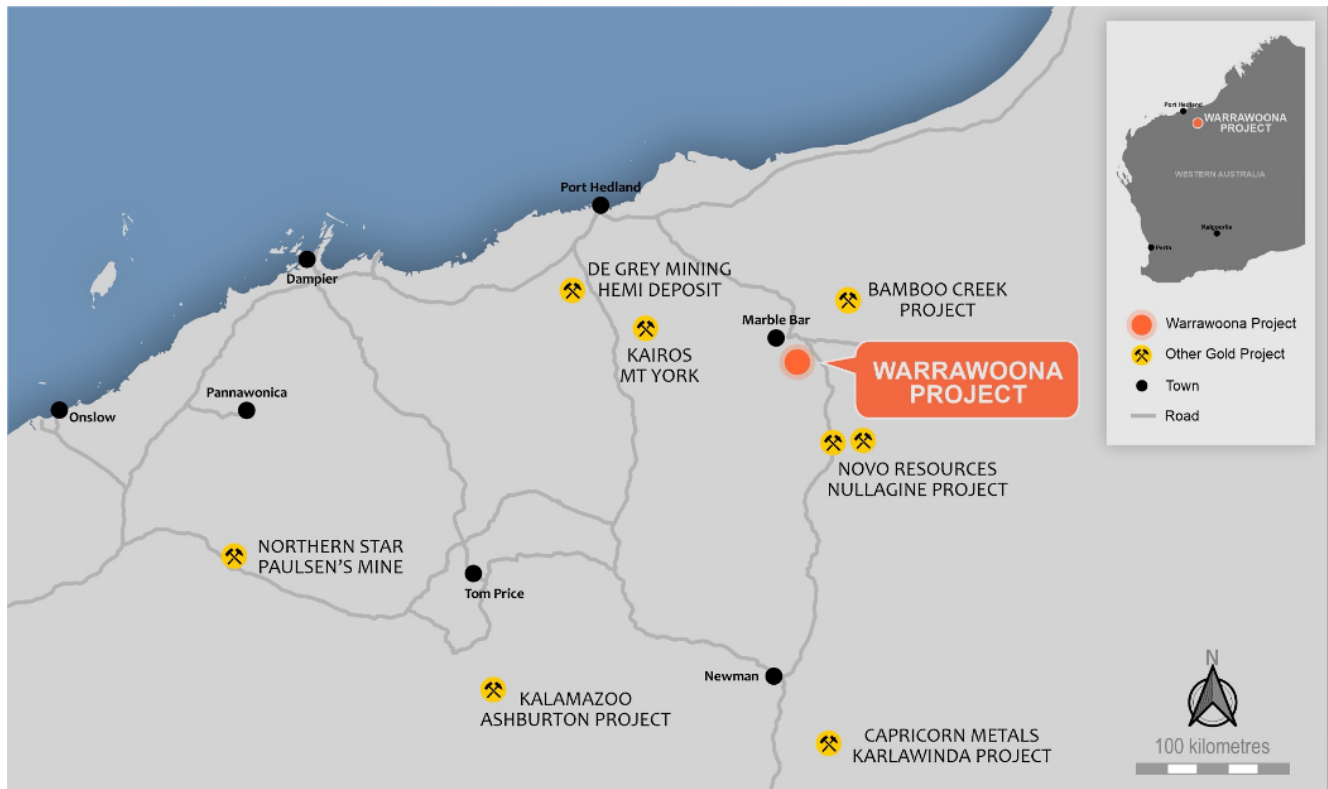 Port Hedland
Dampier
DE GREY MINING
HEMI DEPOSIT
BAMBOO CREEK
PROJECT
Marble Bar
KAIROS
MT YORK
WARRAWOONA
PROJECT
Pannawonica
Onslow
NOVO RESOURCES
NULLAGINE PROJECT
NORTHERN STAR
PAULSEN'S MINE
Tom Price
Newman
KALAMAZOO
ASHBURTON PROJECT
CAPRICORN METALS
KARLAWINDA PROJECT
Port Hedland
WARRAWOONA
PROJECT
WESTERN AUSTRALIA
Kalgoorlie
Perth
Warrawoona Project
Other Gold Project
Town
Road
N
100 kilometres